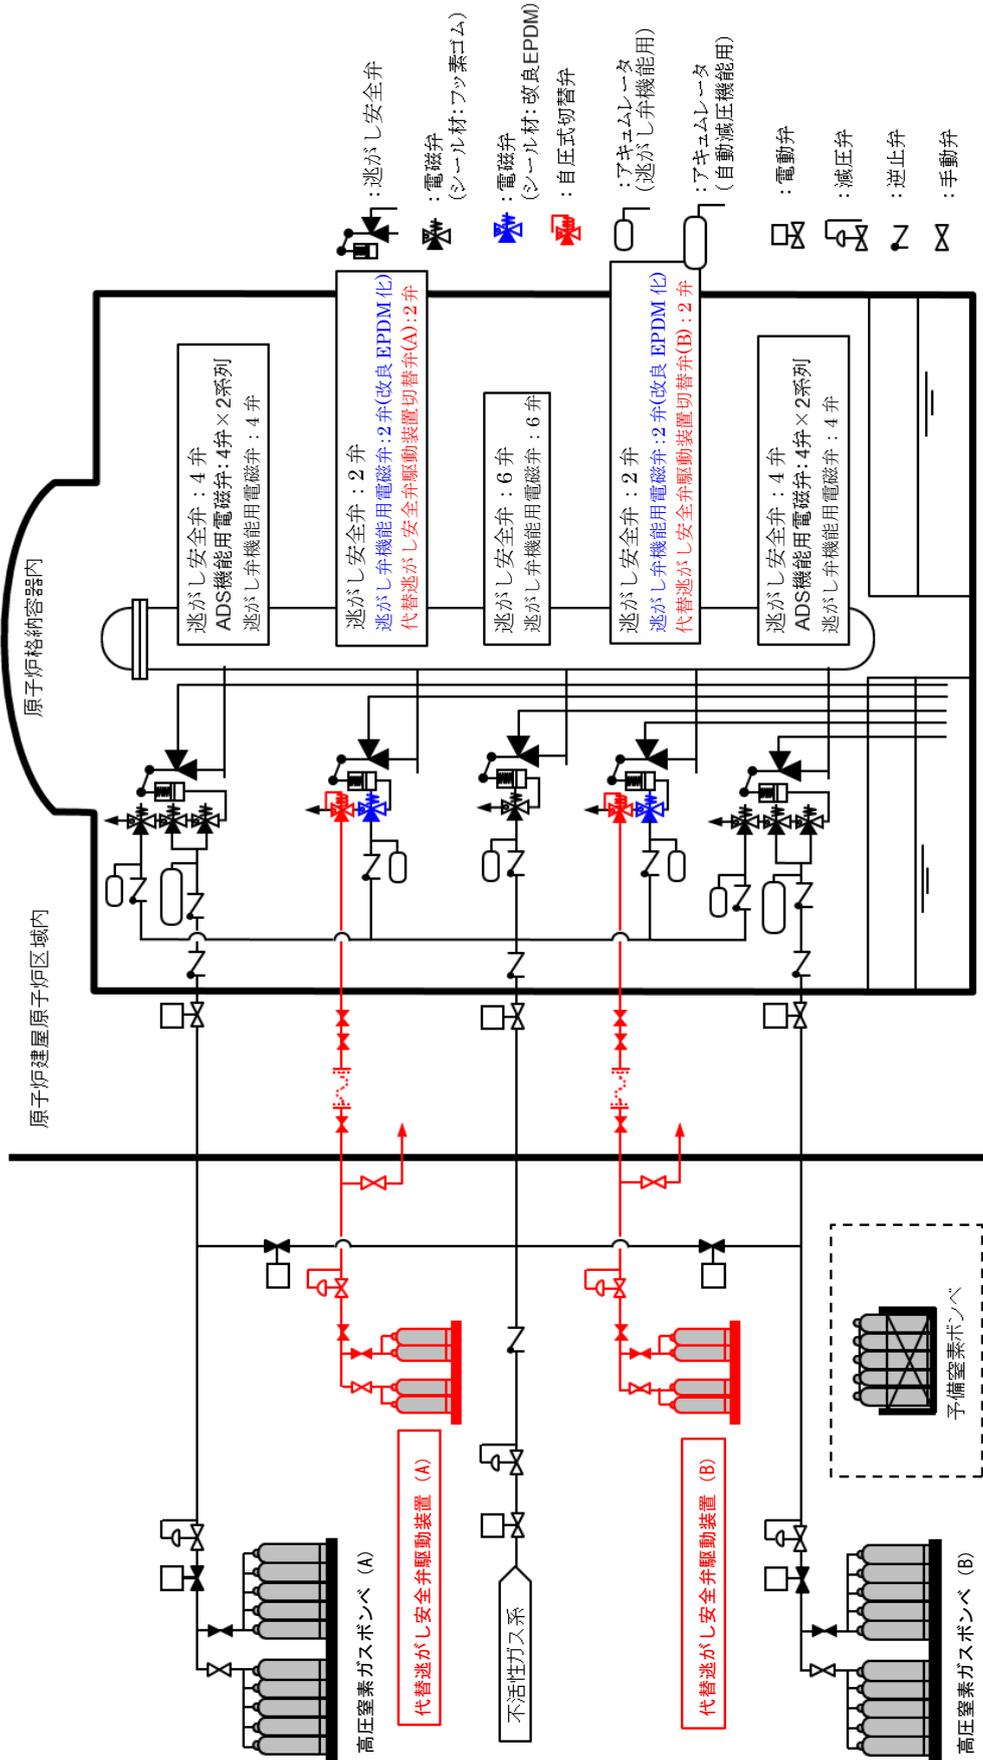 原子炉格納容器内
原子炉建屋原子炉区域内
逃がし安全弁：4弁
ADS機能用電磁弁：4弁×2系列
逃がし弁機能用電磁弁：4弁
逃がし安全弁：2弁
逃がし弁機能用電磁弁：2弁(改良EPDM化)
代替逃がし安全弁駆動装置切替弁(A)：2弁
逃がし安全弁：6弁
逃がし弁機能用電磁弁：6弁
逃がし安全弁：2弁
逃がし弁機能用電磁弁：2弁(改良EPDM化)
代替逃がし安全弁駆動装置切替弁(B)：2弁
逃がし安全弁：4弁
ADS機能用電磁弁：4弁×2系列
逃がし弁機能用電磁弁：4弁
：逃がし安全弁
：電磁弁
(シール材：フッ素ゴム)
：電磁弁
(シール材：改良EPDM)
：自圧式切替弁
：アキュムレータ
(逃がし弁機能用)
：アキュムレータ
(自動減圧機能用)
：電動弁
：減圧弁
：逆止弁
：手動弁
高圧窒素ガスボンベ（A）
代替逃がし安全弁駆動装置（A）
不活性ガス系
代替逃がし安全弁駆動装置（B）
高圧窒素ガスボンベ（B）
予備窒素ボンベ